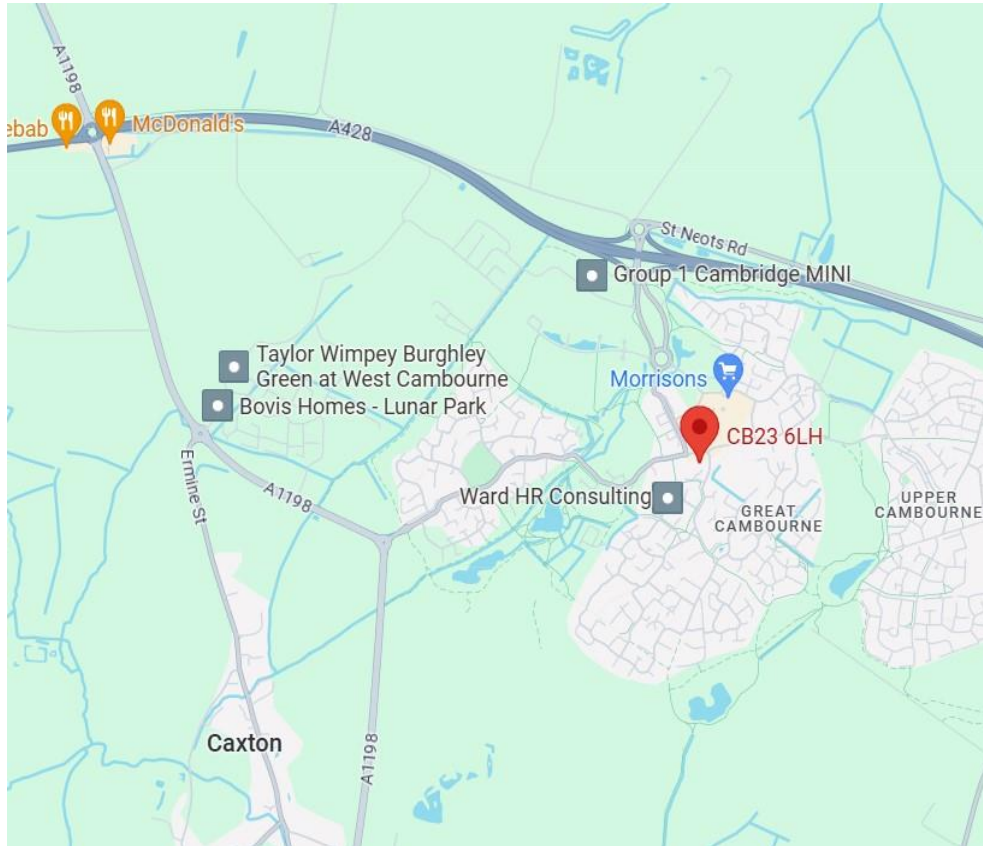 A1198
ebab
McDonald's
A428
St Neots Rd
Group 1 Cambridge MINI
Taylor Wimpey Burghley
Green at West Cambourne
Bovis Homes - Lunar Park
Morrisons
CB23 6LH
Ermine St
A1198
Ward HR Consulting
GREAT
CAMBOURNE
UPPER
CAMBOURNE
Caxton
A1198